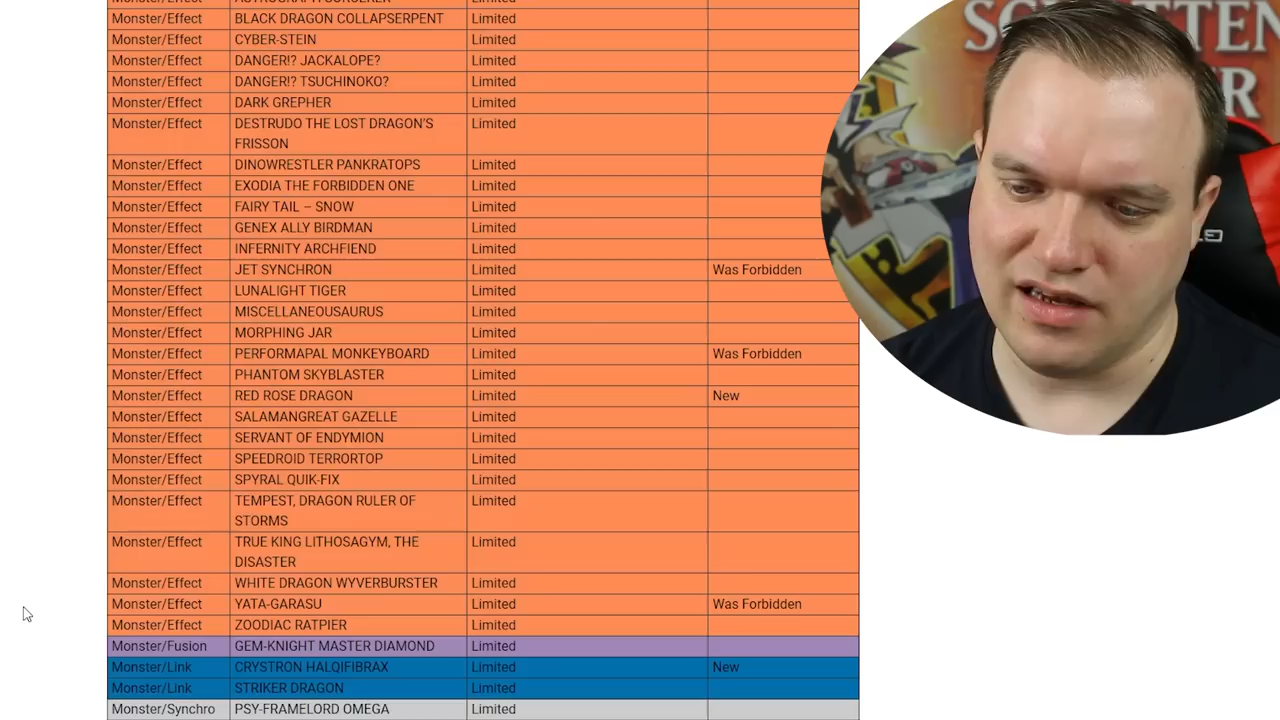 Monster/Effect ASTROGRAPH SORCERER Limited
Monster/Effect BLACK DRAGON COLLAPSERPENT Limited
Monster/Effect CYBER-STEIN Limited
Monster/Effect DANGER!? JACKALOPE? Limited
Monster/Effect DANGER!? TSUCHINOKO? Limited
Monster/Effect DARK GREPHER Limited
Monster/Effect DESTRUDO THE LOST DRAGON'S Limited
FRISSON
Monster/Effect DINOWRESTLER PANKRATOPS Limited
Monster/Effect EXODIA THE FORBIDDEN ONE Limited
Monster/Effect FAIRY TAIL – SNOW Limited
Monster/Effect GENEX ALLY BIRDMAN Limited
Monster/Effect INFERNITY ARCHFIEND Limited
Monster/Effect JET SYNCHRON Limited Was Forbidden
Monster/Effect LUNALIGHT TIGER Limited
Monster/Effect MISCELLANEOUSAURUS Limited
Monster/Effect MORPHING JAR Limited
Monster/Effect PERFORMAPAL MONKEYBOARD Limited Was Forbidden
Monster/Effect PHANTOM SKYBLASTER Limited
Monster/Effect RED ROSE DRAGON Limited New
Monster/Effect SALAMANGREAT GAZELLE Limited
Monster/Effect SERVANT OF ENDYMION Limited
Monster/Effect SPEEDROID TERRORTOP Limited
Monster/Effect SPYRAL QUIK-FIX Limited
Monster/Effect TEMPEST, DRAGON RULER OF Limited
STORMS
Monster/Effect TRUE KING LITHOSAGYM, THE Limited
DISASTER
Monster/Effect WHITE DRAGON WYVERBURSTER Limited
Monster/Effect YATA-GARASU Limited Was Forbidden
Monster/Effect ZOODIAC RATPIER Limited
Monster/Fusion GEM-KNIGHT MASTER DIAMOND Limited
Monster/Link CRYSTRON HALQIFIBRAX Limited New
Monster/Link STRIKER DRAGON Limited
Monster/Synchro PSY-FRAMELORD OMEGA Limited